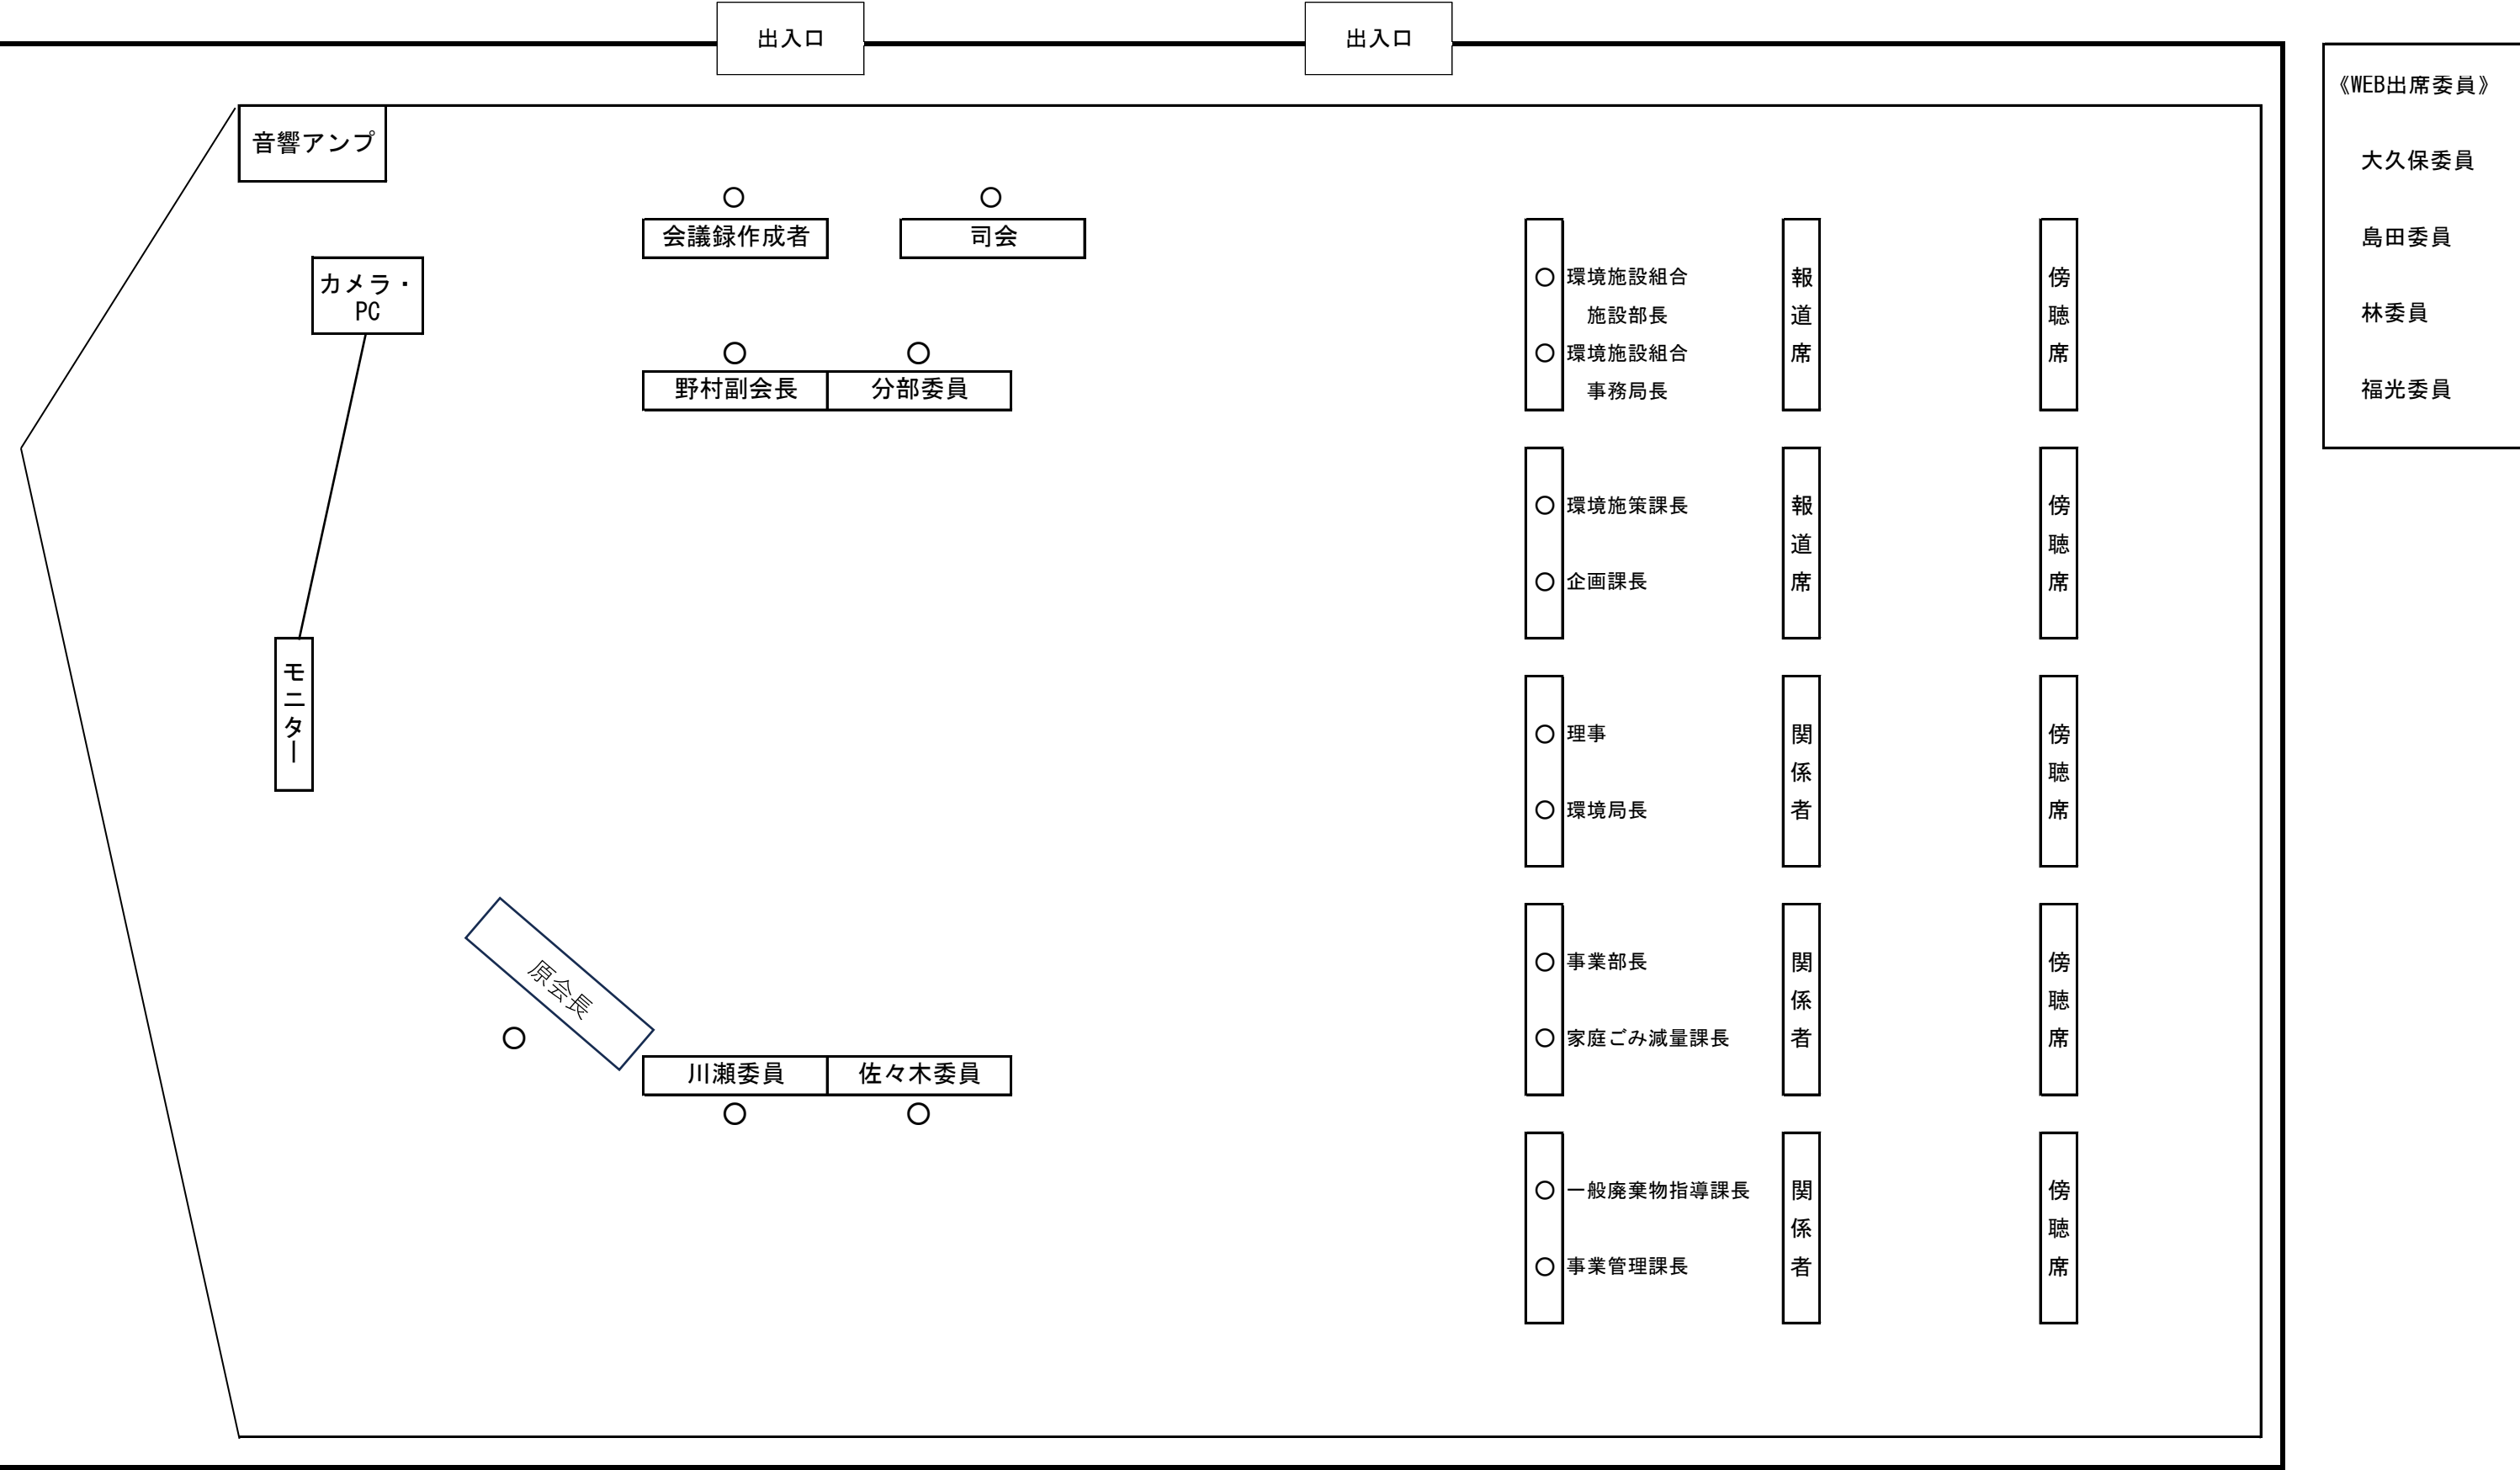 出入口
出入口
《WEB出席委員》
大久保委員
島田委員
林委員
福光委員
音響アンプ
カメラ・
PC
モニター
会議録作成者
司会
野村副会長
分部委員
原会長
川瀬委員
佐々木委員
環境施設組合
施設部長
環境施設組合
事務局長
環境施策課長
企画課長
理事
環境局長
事業部長
家庭ごみ減量課長
一般廃棄物指導課長
事業管理課長
報道席
報道席
関係者
関係者
関係者
傍聴席
傍聴席
傍聴席
傍聴席
傍聴席